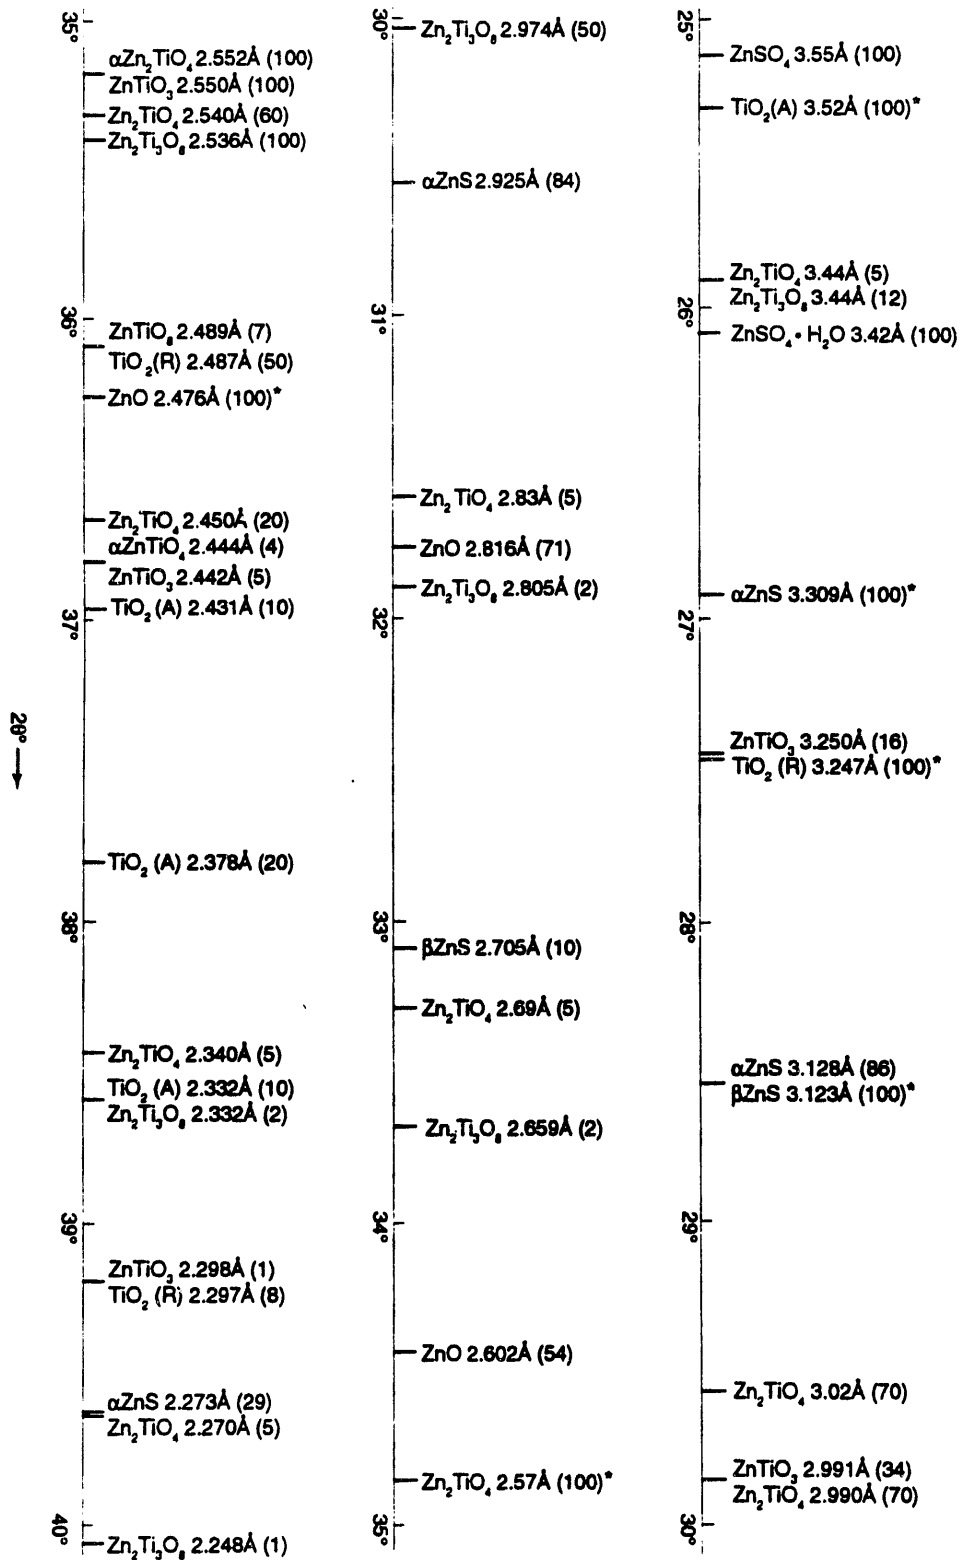 25°
ZnSO₄ 3.55Å (100)
TiO₂(A) 3.52Å (100)*
Zn₂TiO₄ 3.44Å (5)
Zn₂Ti₃O₈ 3.44Å (12)
26°
ZnSO₄ • H₂O 3.42Å (100)
αZnS 3.309Å (100)*
27°
ZnTiO₃ 3.250Å (16)
TiO₂ (R) 3.247Å (100)*
28°
αZnS 3.128Å (86)
βZnS 3.123Å (100)*
29°
Zn₂TiO₄ 3.02Å (70)
ZnTiO₃ 2.991Å (34)
Zn₂TiO₄ 2.990Å (70)
30°
30°
Zn₂Ti₃O₈ 2.974Å (50)
αZnS 2.925Å (84)
31°
Zn₂TiO₄ 2.83Å (5)
ZnO 2.816Å (71)
Zn₂Ti₃O₈ 2.805Å (2)
32°
33°
βZnS 2.705Å (10)
Zn₂TiO₄ 2.69Å (5)
Zn₂Ti₃O₈ 2.659Å (2)
34°
ZnO 2.602Å (54)
Zn₂TiO₄ 2.57Å (100)*
35°
35°
αZn₂TiO₄ 2.552Å (100)
ZnTiO₃ 2.550Å (100)
Zn₂TiO₄ 2.540Å (60)
Zn₂Ti₃O₈ 2.536Å (100)
36°
ZnTiO₈ 2.489Å (7)
TiO₂(R) 2.487Å (50)
ZnO 2.476Å (100)*
Zn₂TiO₄ 2.450Å (20)
αZnTiO₄ 2.444Å (4)
ZnTiO₃ 2.442Å (5)
TiO₂ (A) 2.431Å (10)
37°
TiO₂ (A) 2.378Å (20)
38°
Zn₂TiO₄ 2.340Å (5)
TiO₂ (A) 2.332Å (10)
Zn₂Ti₃O₈ 2.332Å (2)
39°
ZnTiO₃ 2.298Å (1)
TiO₂ (R) 2.297Å (8)
αZnS 2.273Å (29)
Zn₂TiO₄ 2.270Å (5)
40°
Zn₂Ti₃O₈ 2.248Å (1)
2θ° →